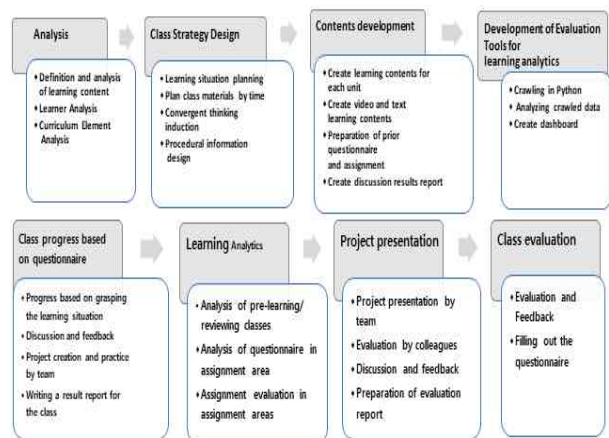 Analysis
• Definition and analysis
of learning content
• Learner Analysis
• Curriculum Element
Analysis
Class Strategy Design
• Learning situation planning
• Plan class materials by time
• Convergent thinking
induction
• Procedural information
design
Contents development
• Create learning contents for
each unit
• Create video and text
learning contents
• Preparation of prior
questionnaire
and assignment
• Create discussion results report
Development of Evaluation
Tools for
learning analytics
• Crawling in Python
• Analyzing crawled data
• Create dashboard
Class progress based
on questionnaire
• Progress based on grasping
the learning situation
• Discussion and feedback
• Project creation and practice
by team
• Writing a result report for
the class
Learning Analytics
• Analysis of pre-learning/
reviewing classes
• Analysis of questionnaire in
assignment area
• Assignment evaluation in
assignment areas
Project presentation
• Project presentation by
team
• Evaluation by colleagues
• Discussion and feedback
• Preparation of evaluation
report
Class evaluation
• Evaluation and
Feedback
• Filling out the
questionnaire